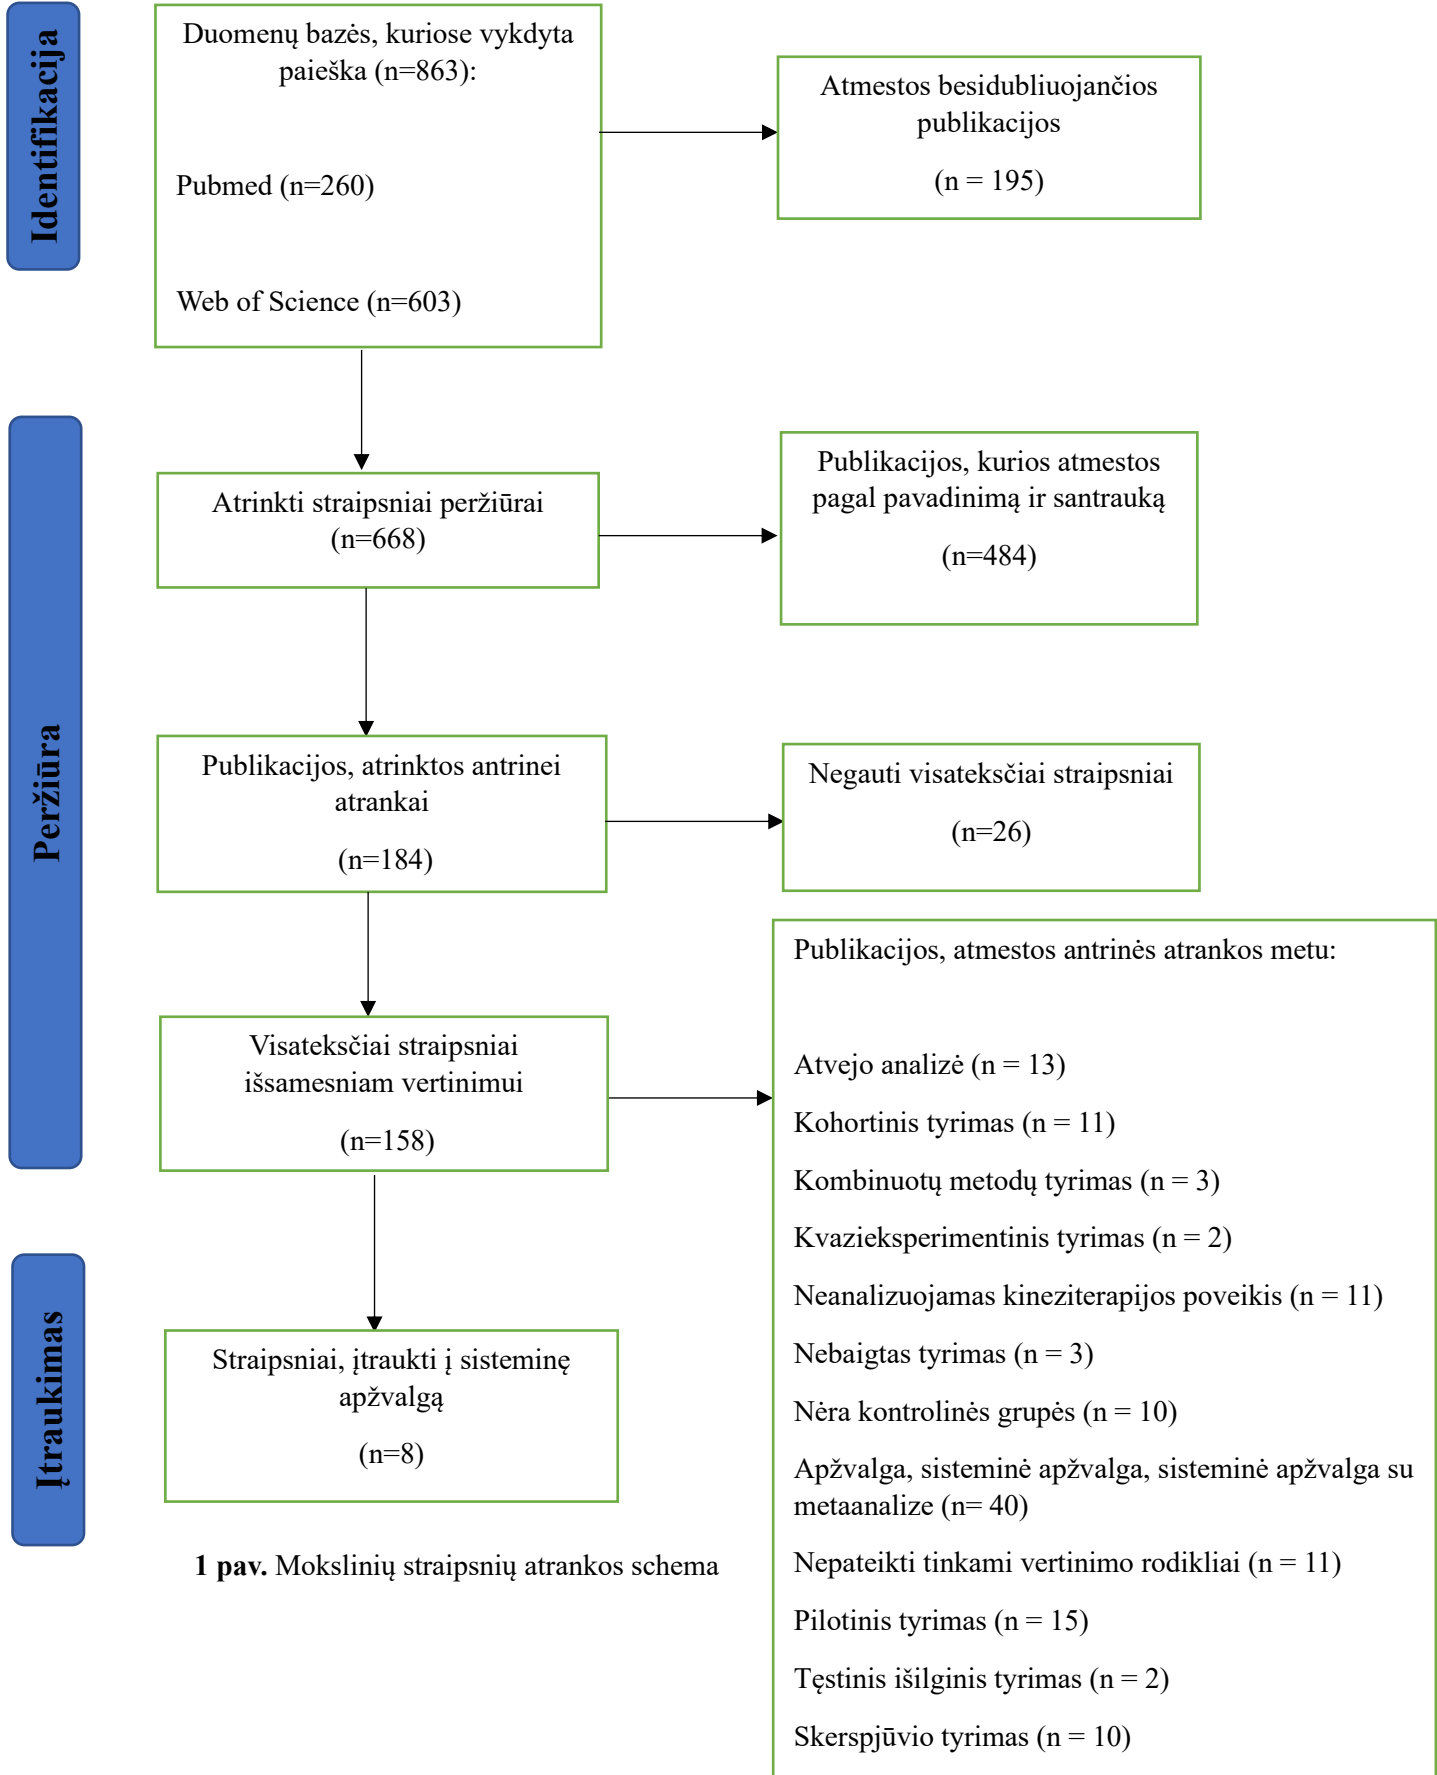 Identifikacija
Duomenų bazės, kuriose vykdyta
paieška (n=863):
Pubmed (n=260)
Web of Science (n=603)
Atmestos besidubliuojančios
publikacijos
(n = 195)
Peržiūra
Atrinkti straipsniai peržiūrai
(n=668)
Publikacijos, kurios atmestos
pagal pavadinimą ir santrauką
(n=484)
Publikacijos, atrinktos antrinei
atrankai
(n=184)
Negauti visateksčiai straipsniai
(n=26)
Visateksčiai straipsniai
išsamesniam vertinimui
(n=158)
Publikacijos, atmestos antrinės atrankos metu:
Atvejo analizė (n = 13)
Kohortinis tyrimas (n = 11)
Kombinuotų metodų tyrimas (n = 3)
Kvazieksperimentinis tyrimas (n = 2)
Neanalizuojamas kineziterapijos poveikis (n = 11)
Nebaigtas tyrimas (n = 3)
Nėra kontrolinės grupės (n = 10)
Apžvalga, sisteminė apžvalga, sisteminė apžvalga su
metaanalize (n= 40)
Nepateikti tinkami vertinimo rodikliai (n = 11)
Pilotinis tyrimas (n = 15)
Tęstinis išilginis tyrimas (n = 2)
Skerspjūvio tyrimas (n = 10)
Įtraukimas
Straipsniai, įtraukti į sisteminę
apžvalgą
(n=8)
1 pav. Mokslinių straipsnių atrankos schema